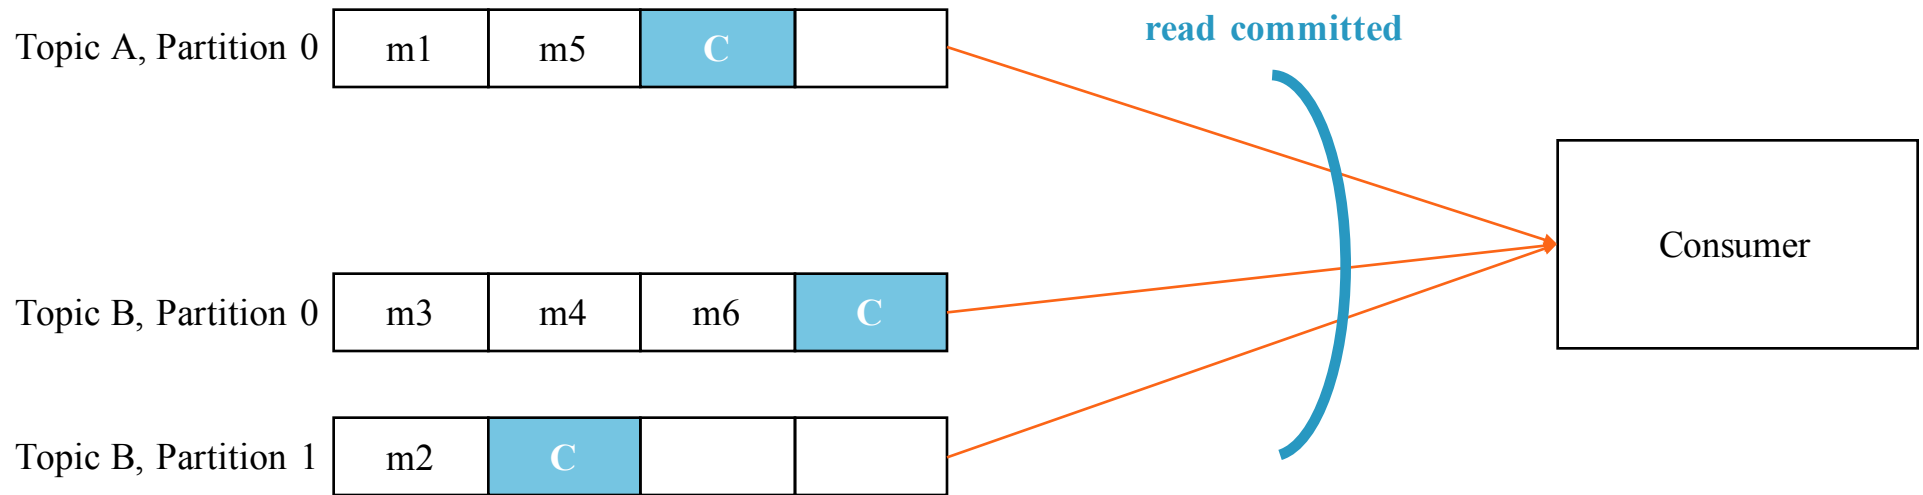 read committed
Topic A, Partition 0 m1 m5 C
Consumer
Topic B, Partition 0 m3 m4 m6 C
Topic B, Partition 1 m2 C